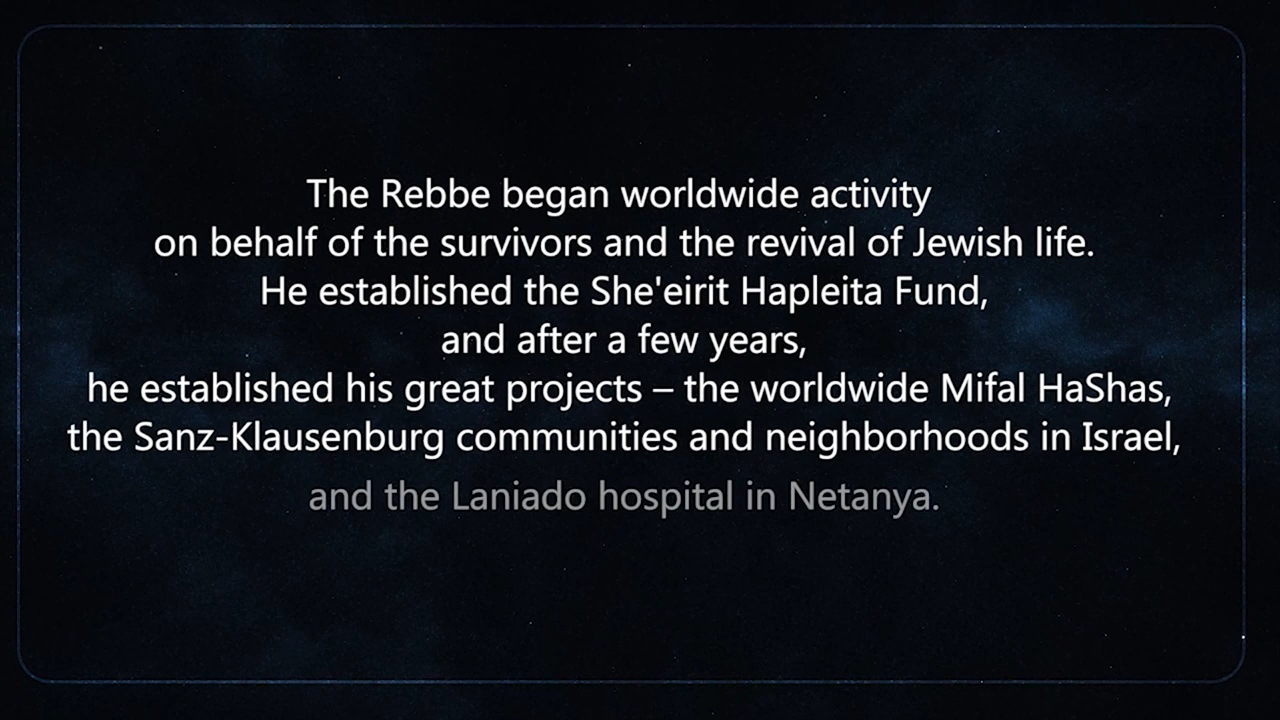 The Rebbe began worldwide activity
on behalf of the survivors and the revival of Jewish life.
He established the She'eirit Hapleita Fund,
and after a few years,
he established his great projects – the worldwide Mifal HaShas,
the Sanz-Klausenburg communities and neighborhoods in Israel,
and the Laniado hospital in Netanya.